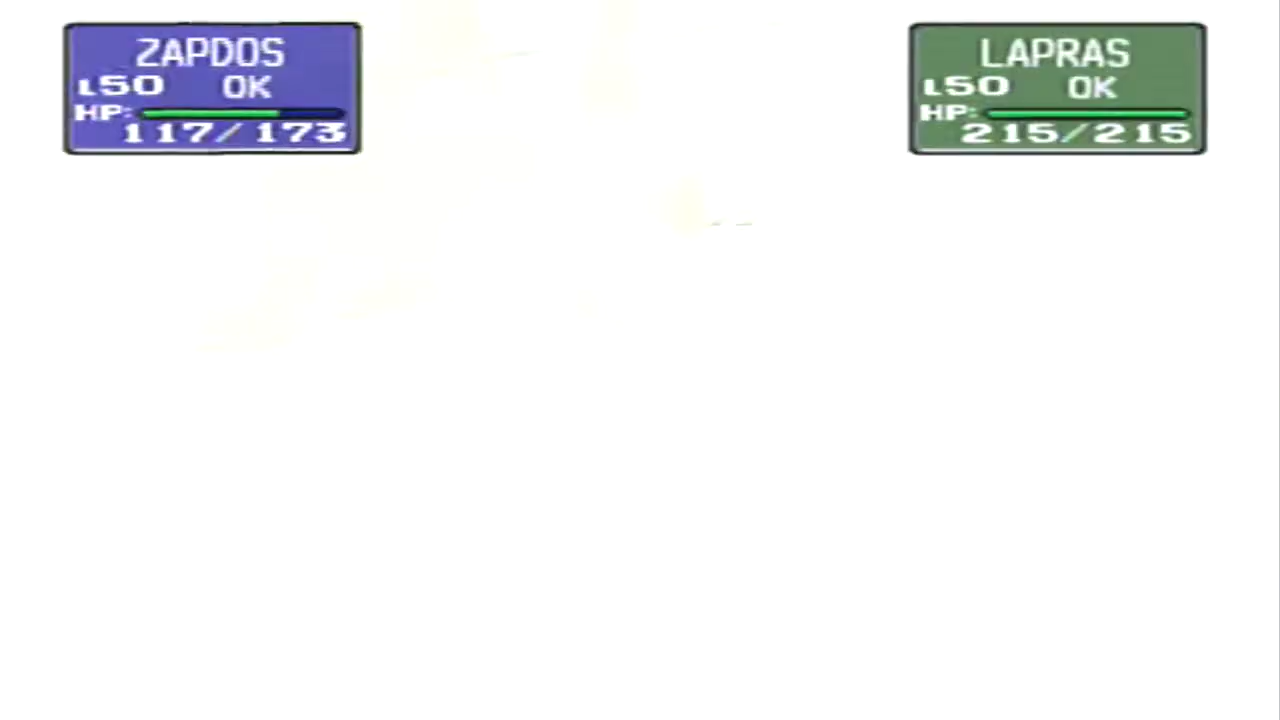 ZAPDOS
L50 OK
HP:
117/173
LAPRAS
L50 OK
HP:
215/215